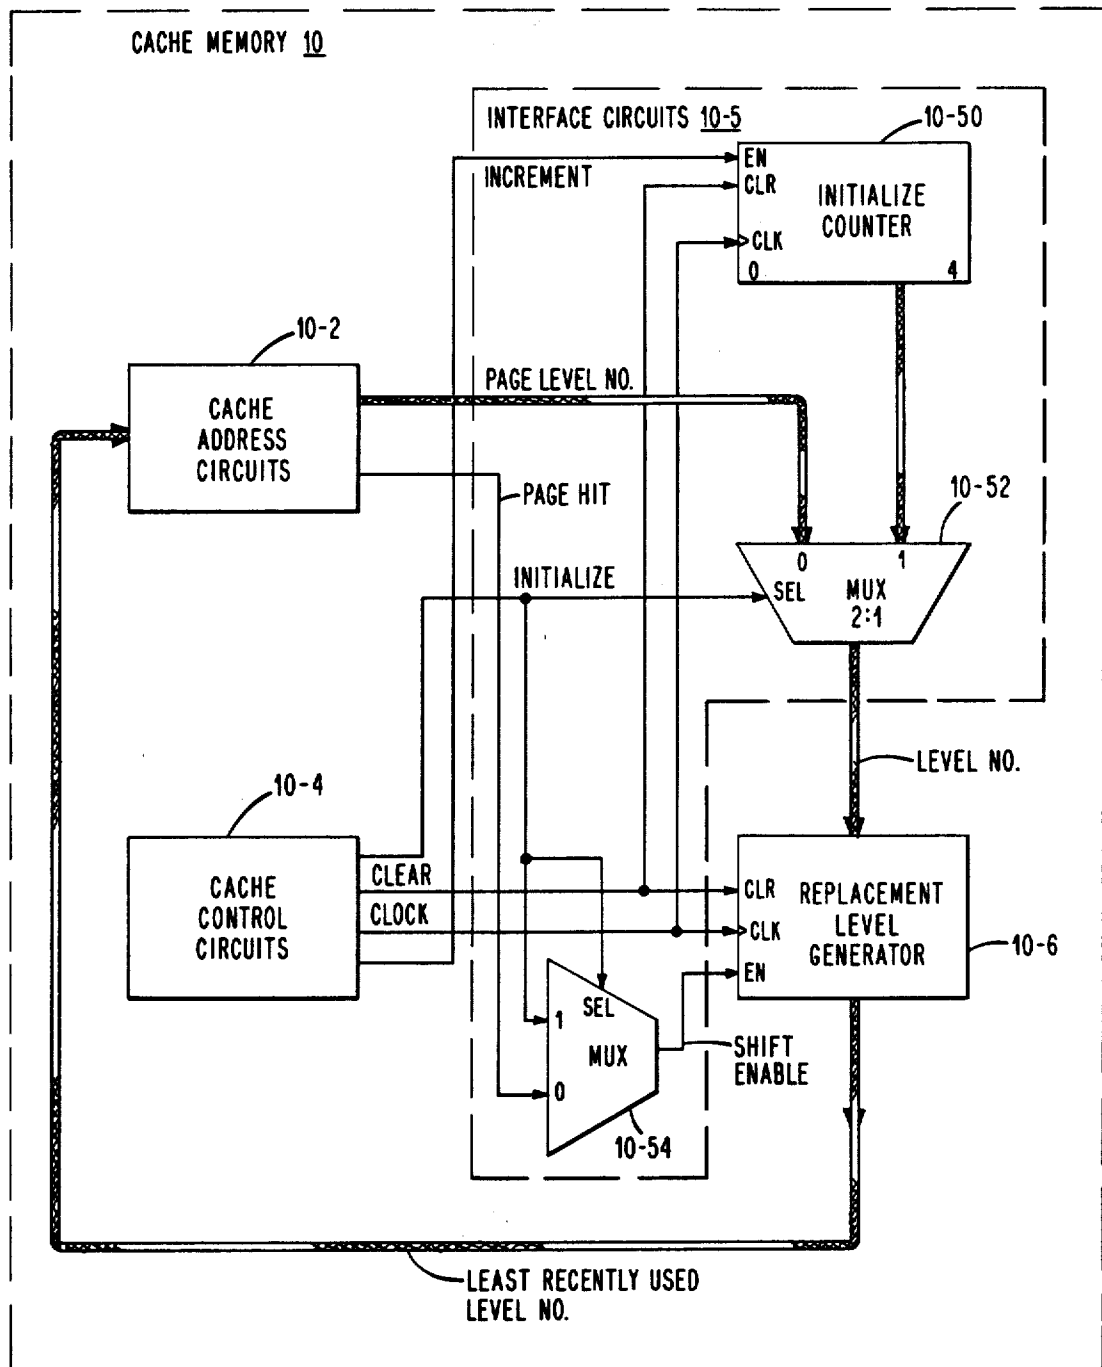 CACHE MEMORY 10
INTERFACE CIRCUITS 10-5
10-50
INCREMENT
EN
CLR
CLK
0
4
INITIALIZE
COUNTER
10-2
CACHE
ADDRESS
CIRCUITS
PAGE LEVEL NO.
PAGE HIT
10-52
0
1
SEL
MUX
2:1
INITIALIZE
LEVEL NO.
10-4
CACHE
CONTROL
CIRCUITS
CLEAR
CLOCK
CLR
CLK
EN
REPLACEMENT
LEVEL
GENERATOR
10-6
SEL
1
MUX
0
SHIFT
ENABLE
10-54
LEAST RECENTLY USED
LEVEL NO.